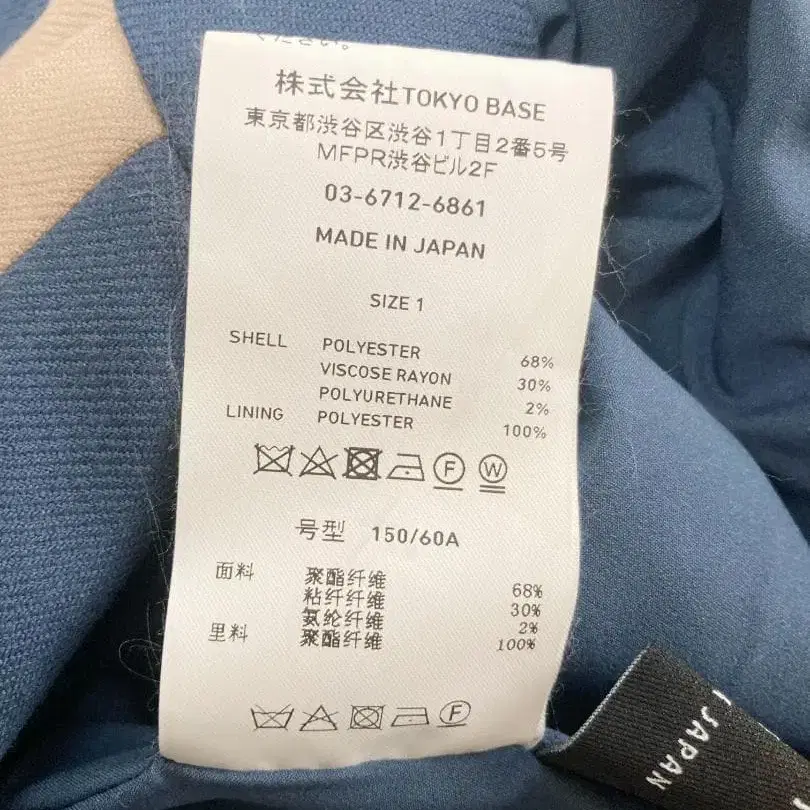 ください。
株式会社TOKYO BASE
東京都渋谷区渋谷1丁目2番5号
MFPR渋谷ビル2F
03-6712-6861
MADE IN JAPAN
SIZE 1
SHELL POLYESTER 68%
VISCOSE RAYON 30%
POLYURETHANE 2%
LINING POLYESTER 100%
F W
号型 150/60A
面料 聚酯纤维 68%
粘纤纤维 30%
氨纶纤维 2%
里料 聚酯纤维 100%
F
JAPAN